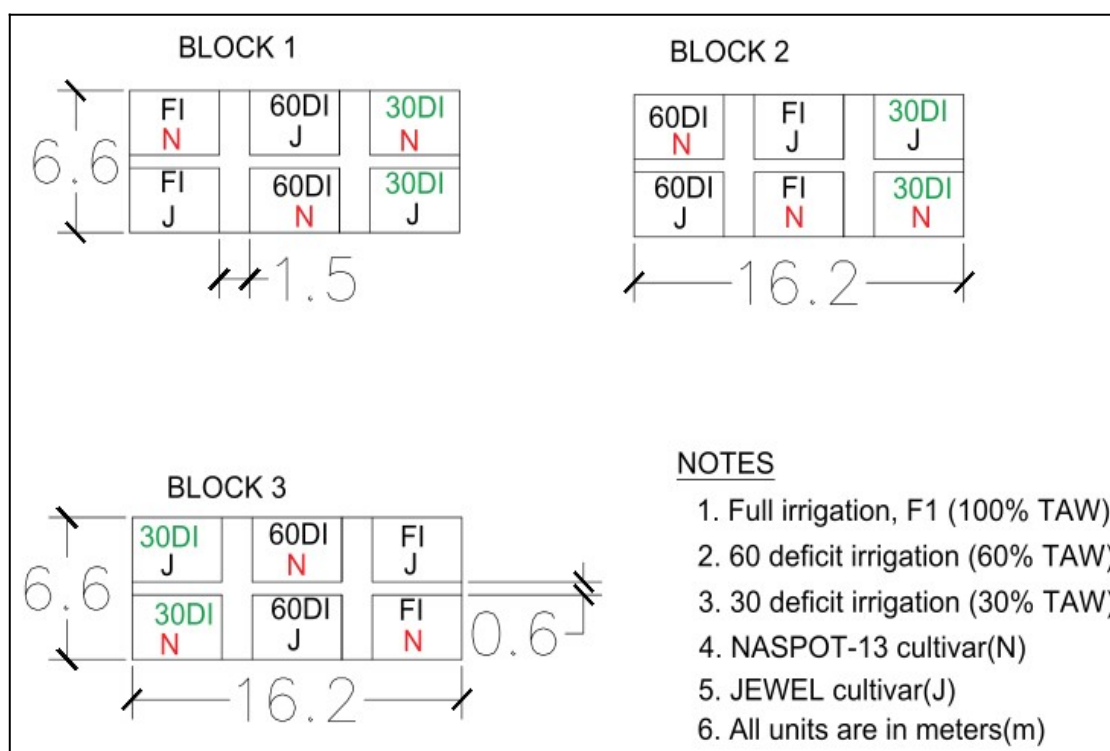 BLOCK 1
FI
N
60DI
J
30DI
N
6.6
FI
J
60DI
N
30DI
J
1.5
BLOCK 2
60DI
N
FI
J
30DI
J
60DI
J
FI
N
30DI
N
16.2
BLOCK 3
30DI
J
60DI
N
FI
J
6.6
30DI
N
60DI
J
FI
N
0.6
16.2
NOTES
1. Full irrigation, F1 (100% TAW)
2. 60 deficit irrigation (60% TAW)
3. 30 deficit irrigation (30% TAW)
4. NASPOT-13 cultivar(N)
5. JEWEL cultivar(J)
6. All units are in meters(m)